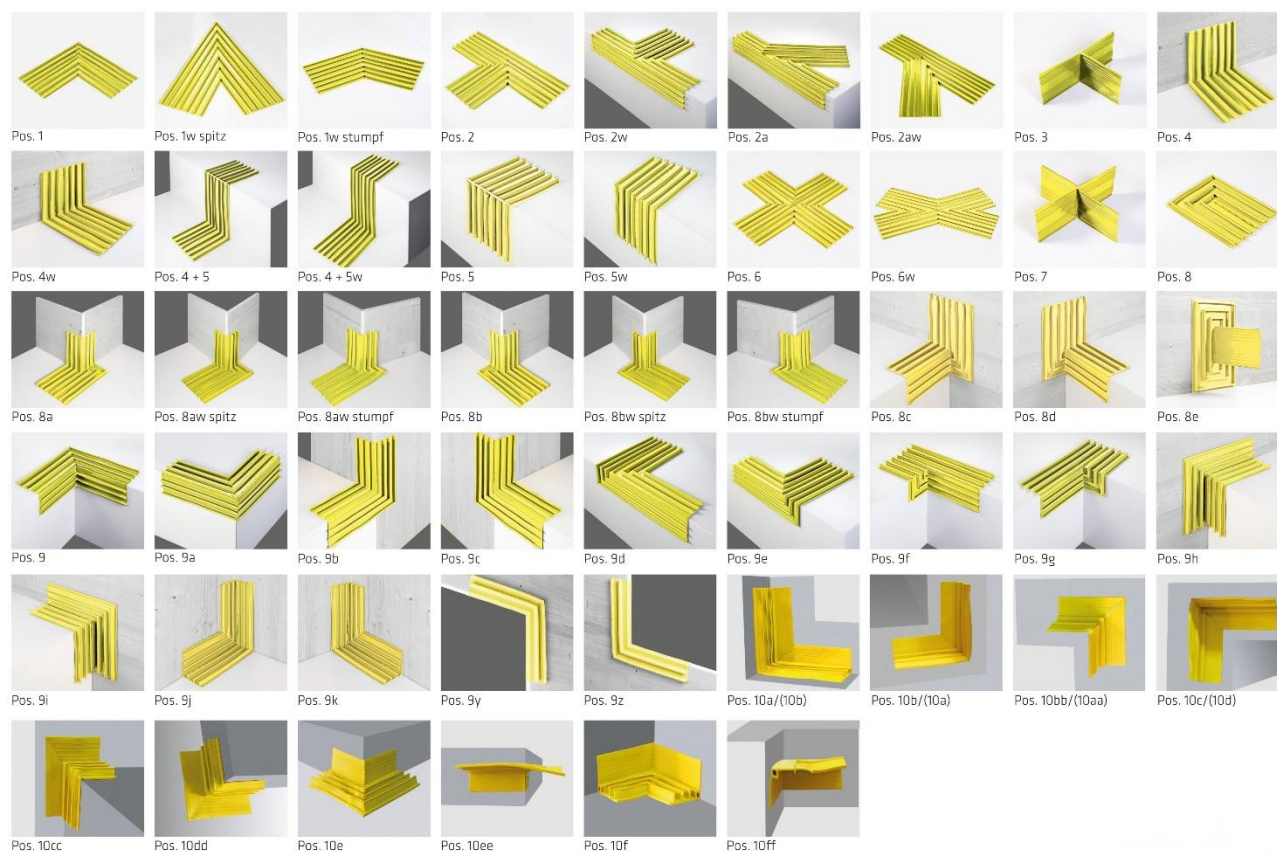 Pos. 1
Pos. 1w spitz
Pos. 1w stumpf
Pos. 2
Pos. 2w
Pos. 2a
Pos. 2aw
Pos. 3
Pos. 4
Pos. 4w
Pos. 4 + 5
Pos. 4 + 5w
Pos. 5
Pos. 5w
Pos. 6
Pos. 6w
Pos. 7
Pos. 8
Pos. 8a
Pos. 8aw spitz
Pos. 8aw stumpf
Pos. 8b
Pos. 8bw spitz
Pos. 8bw stumpf
Pos. 8c
Pos. 8d
Pos. 8e
Pos. 9
Pos. 9a
Pos. 9b
Pos. 9c
Pos. 9d
Pos. 9e
Pos. 9f
Pos. 9g
Pos. 9h
Pos. 9i
Pos. 9j
Pos. 9k
Pos. 9y
Pos. 9z
Pos. 10a/(10b)
Pos. 10b/(10a)
Pos. 10bb/(10aa)
Pos. 10c/(10d)
Pos. 10cc
Pos. 10dd
Pos. 10e
Pos. 10ee
Pos. 10f
Pos. 10ff